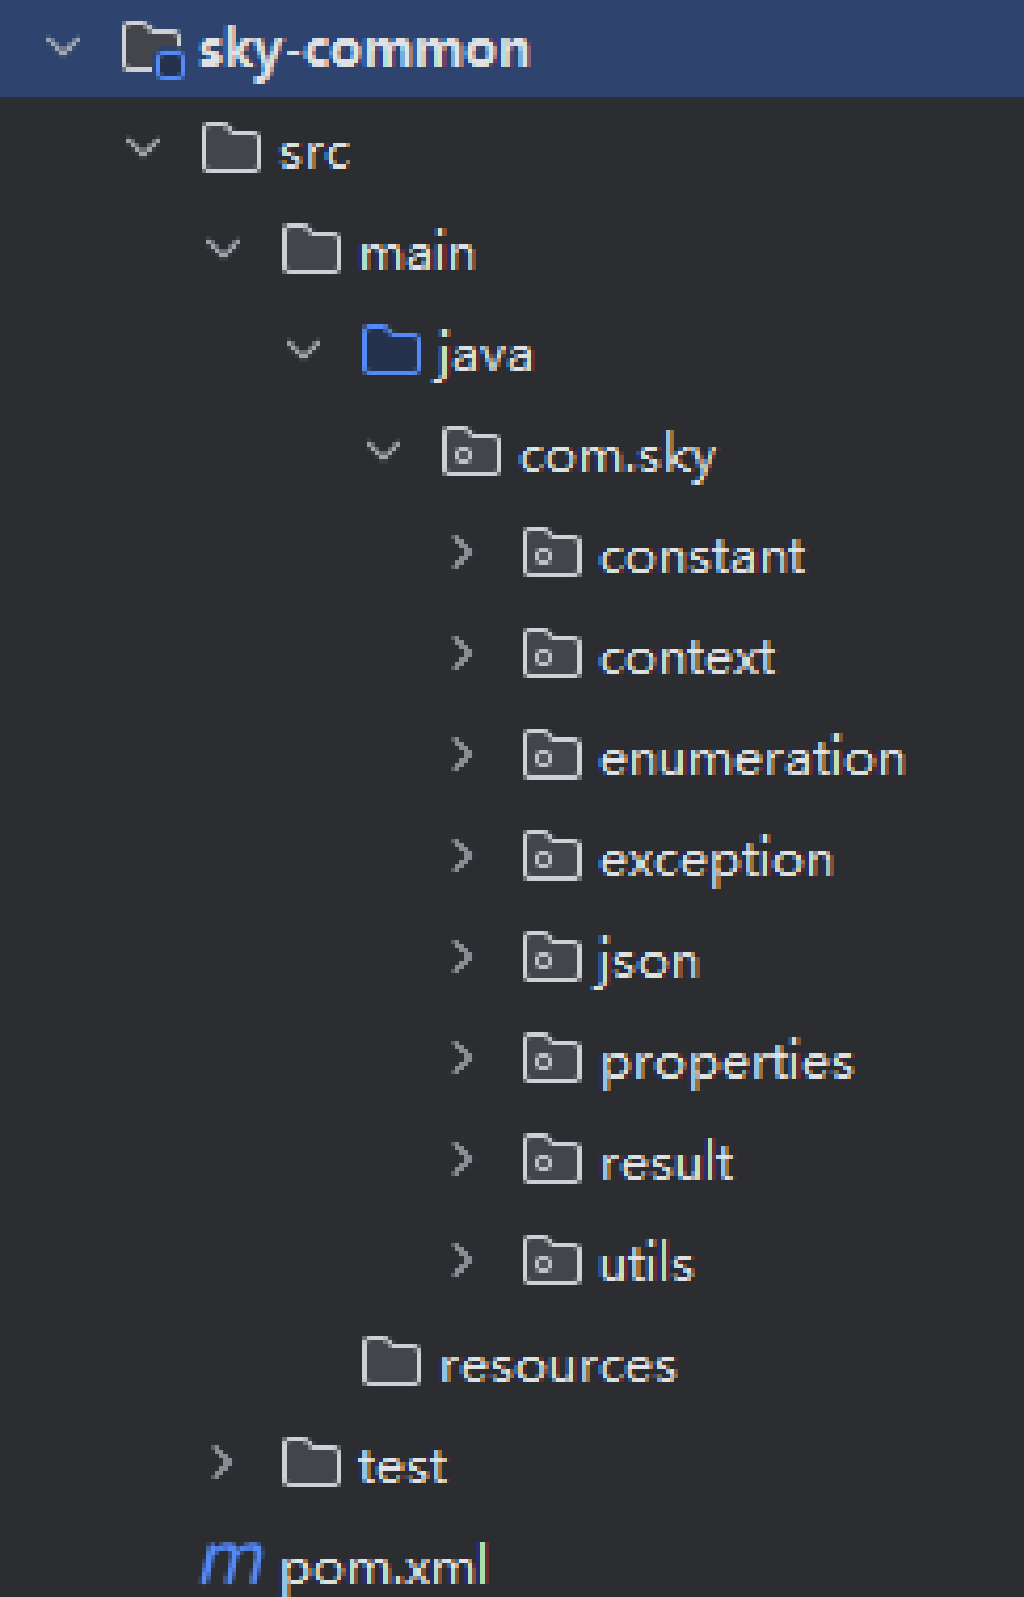 sky-common
src
main
java
com.sky
constant
context
enumeration
exception
json
properties
result
utils
resources
test
pom.xml